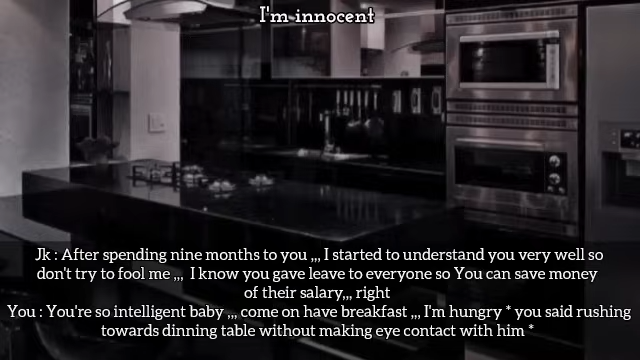 I'm innocent
Jk : After spending nine months to you ,,, I started to understand you very well so
don't try to fool me ,,, I know you gave leave to everyone so You can save money
of their salary,,, right
You : You're so intelligent baby ,,, come on have breakfast ,,, I'm hungry * you said rushing
towards dinning table without making eye contact with him *